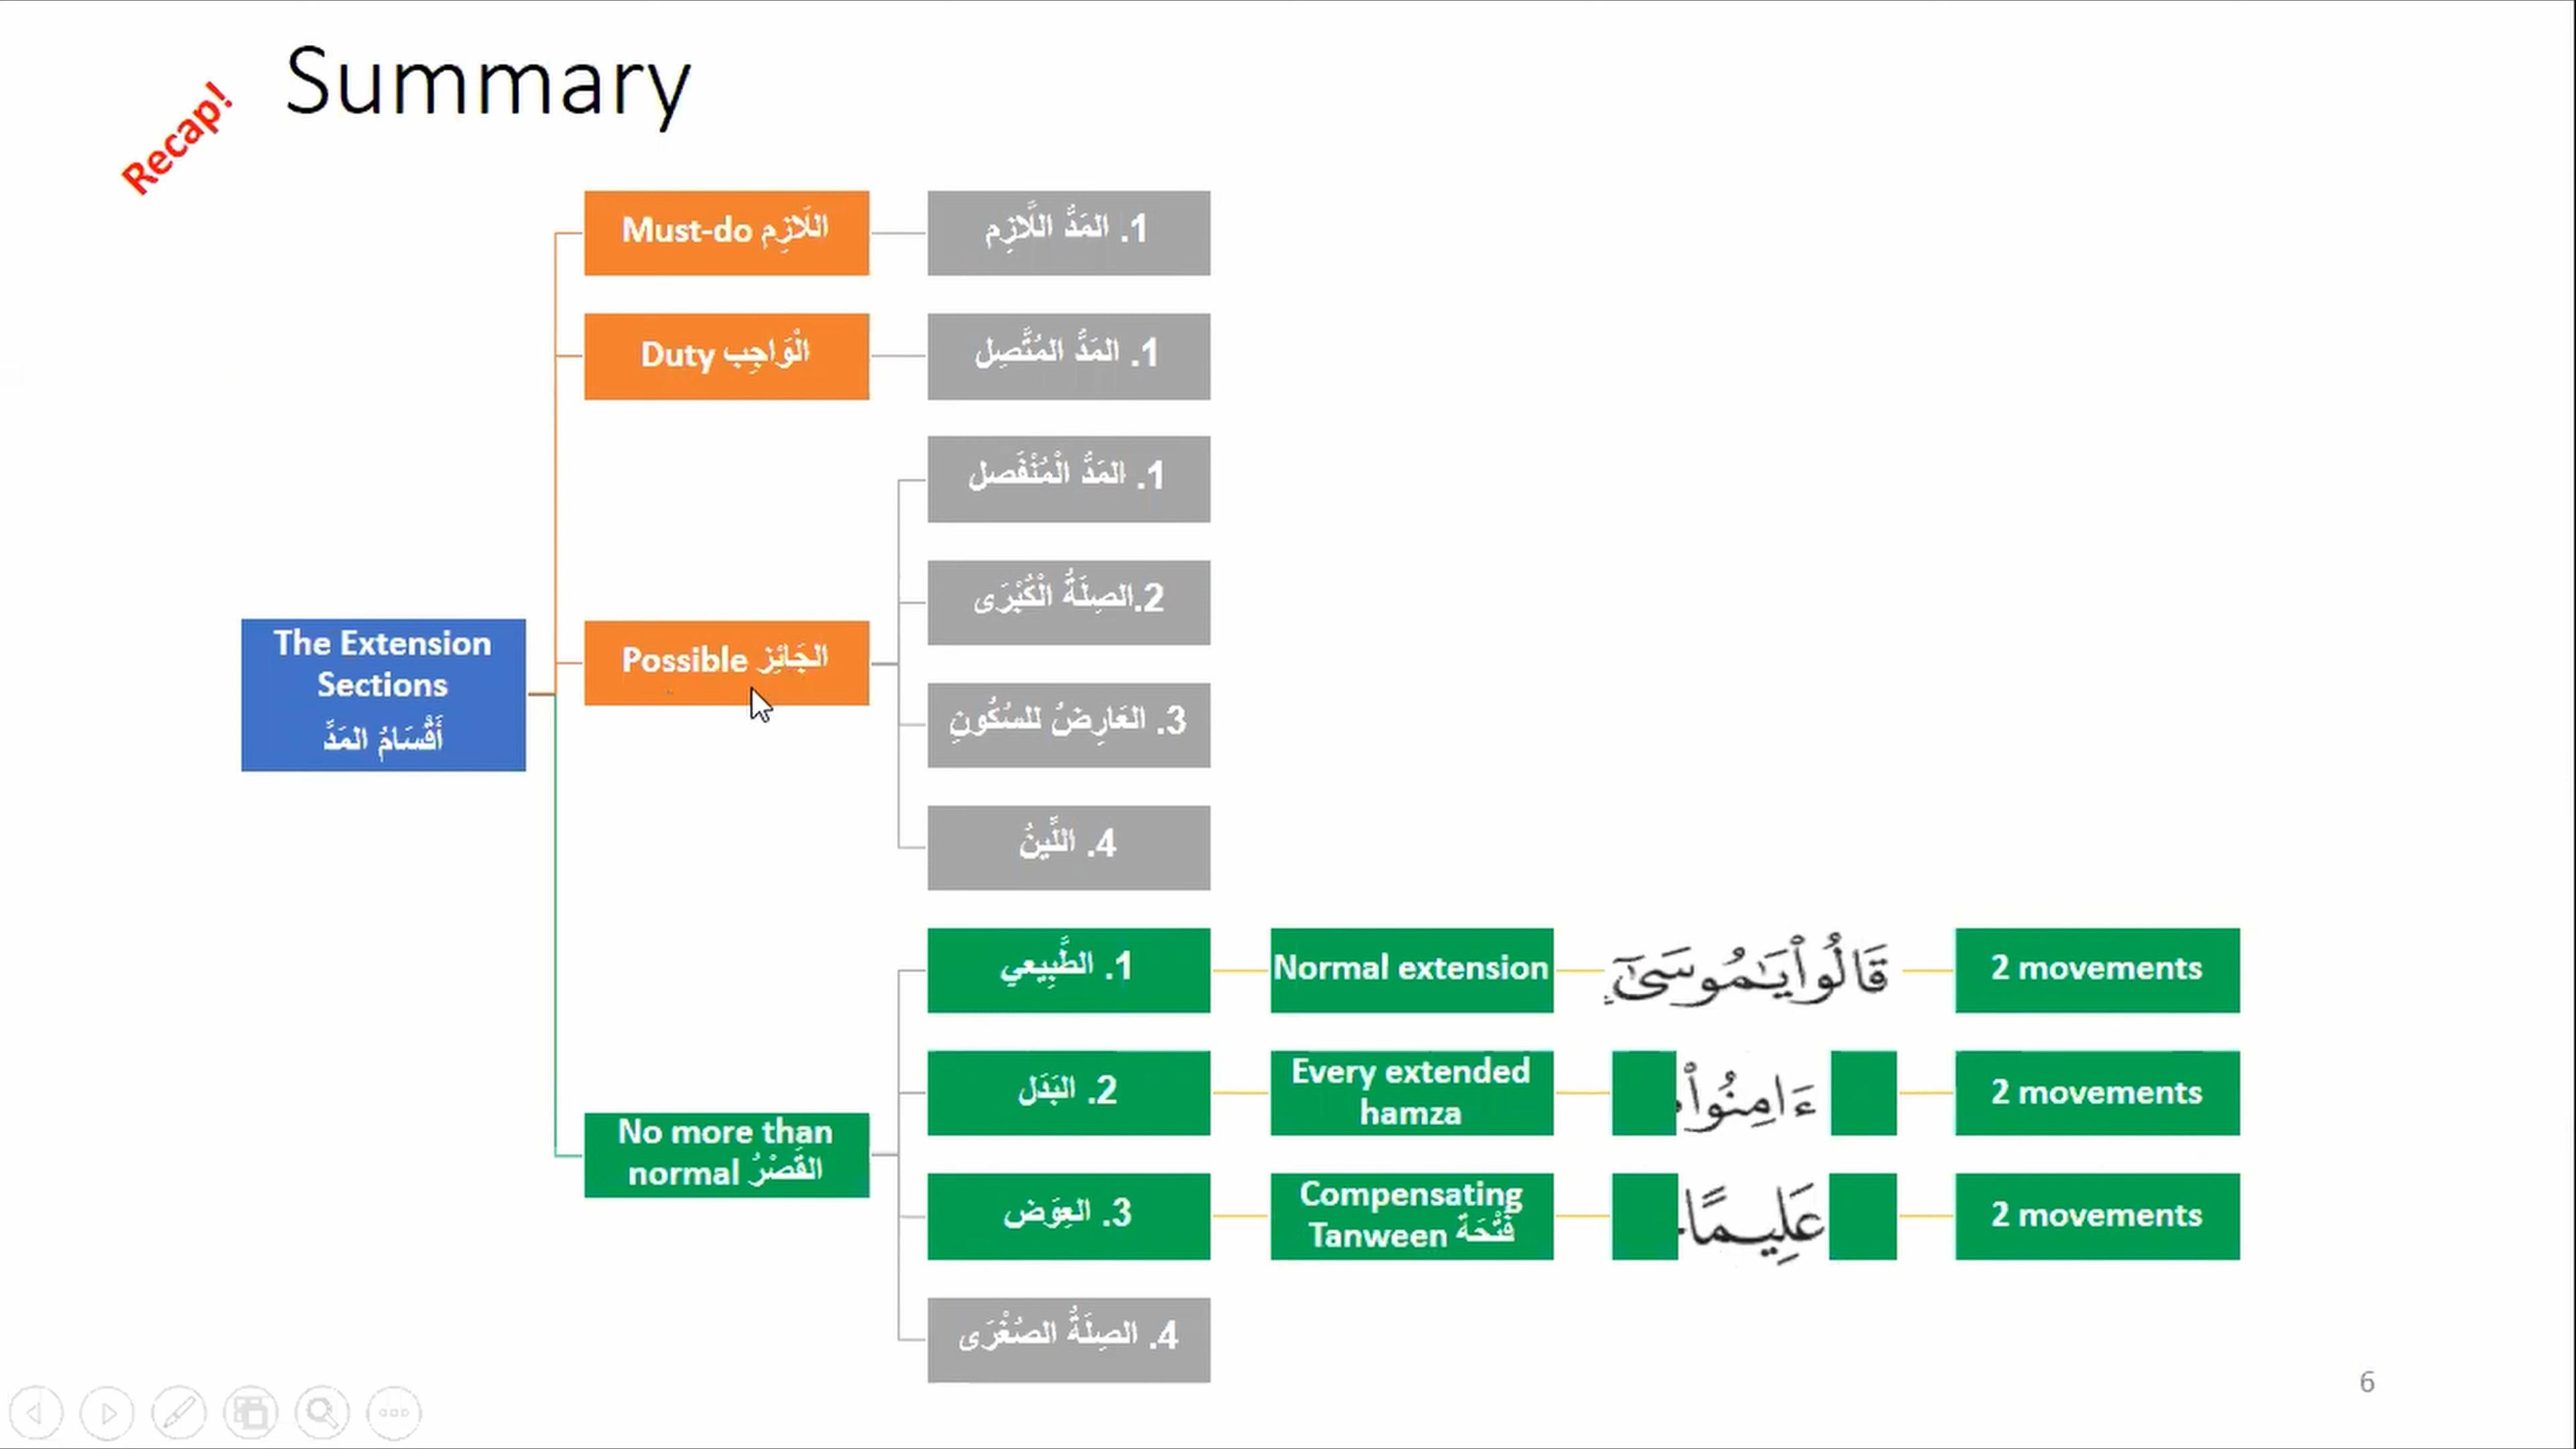 Summary
Recap!
Must-do اللَازِم
1. المَدُّ اللَّازِم
Duty الْوَاجِب
1. المَدُّ المُتَّصِل
1. المَدُّ الْمُنْفَصل
2.الصِلَةُ الْكُبْرَى
The Extension
Sections
أَقْسَامُ المَدِّ
Possible الجَائِز
3. العَارِضُ للسُكُونِ
4. اللَّينُ
1. الطَّبِيعي
Normal extension
قَالُوا۟ يَـٰمُوسَىٰٓ
2 movements
2. البَدَل
Every extended
hamza
ءَامِنُوا۟
2 movements
No more than
normal القَصْرُ
3. العِوَض
Compensating
Tanween فَتْحَة
عَلِيمًا
2 movements
4. الصِلَةُ الصُغْرَى
6